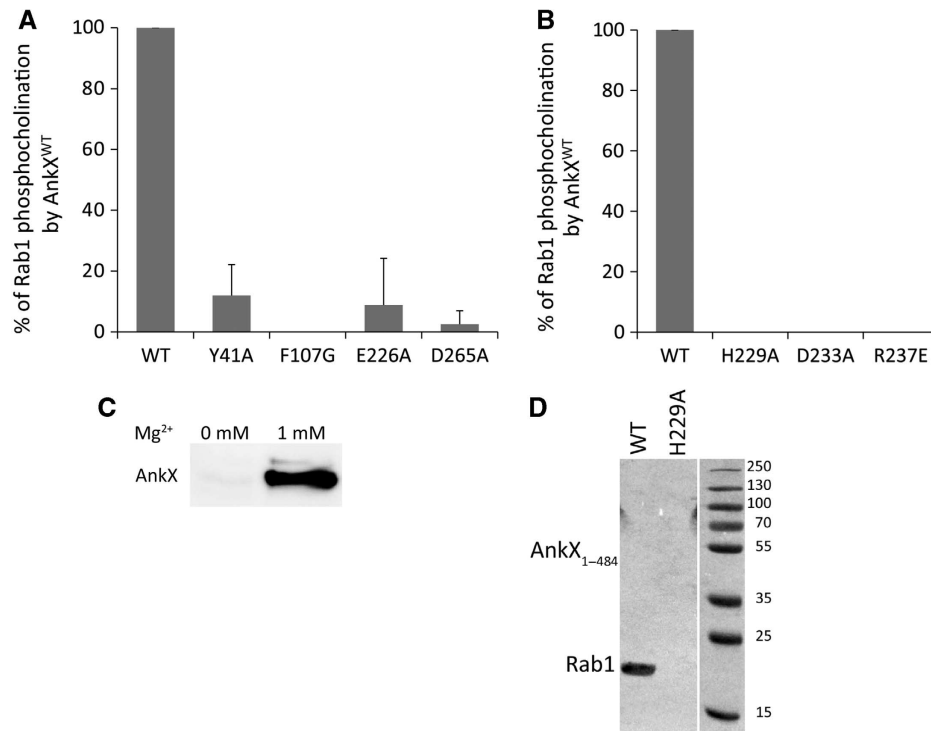 A
% of Rab1 phosphocholination
by AnkX^WT
100
80
60
40
20
0
WT Y41A F107G E226A D265A
B
% of Rab1 phosphocholination
by AnkX^WT
100
80
60
40
20
0
WT H229A D233A R237E
C
Mg²⁺ 0 mM 1 mM
AnkX
D
WT
H229A
250
130
100
70
AnkX₁₋₄₈₄ 55
35
25
Rab1
15